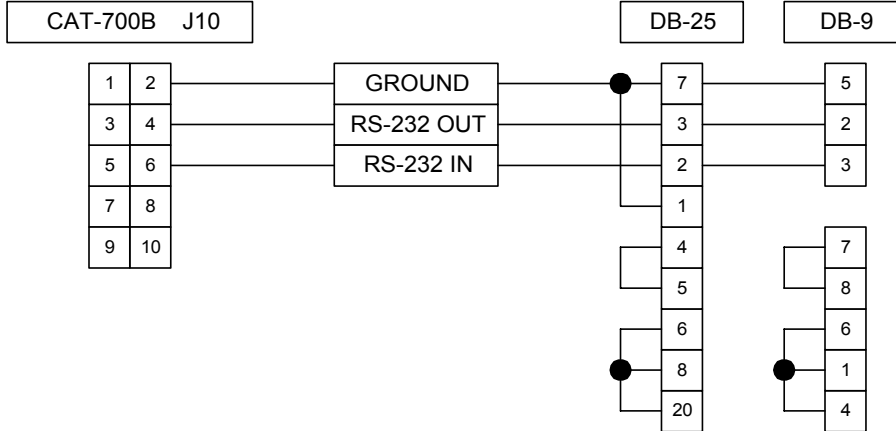 CAT-700B J10 DB-25 DB-9
1 2 GROUND 7 5
3 4 RS-232 OUT 3 2
5 6 RS-232 IN 2 3
7 8 1
9 10 4 7
5 8
6 6
8 1
20 4